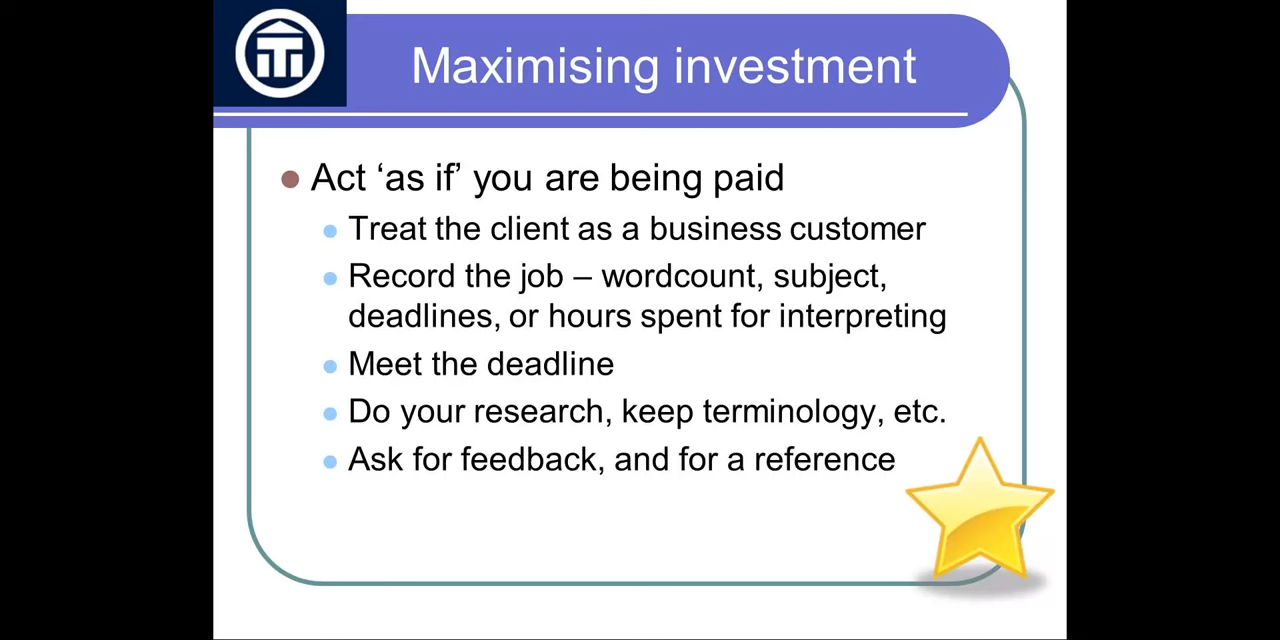 Maximising investment
Act ‘as if’ you are being paid
Treat the client as a business customer
Record the job – wordcount, subject,
deadlines, or hours spent for interpreting
Meet the deadline
Do your research, keep terminology, etc.
Ask for feedback, and for a reference